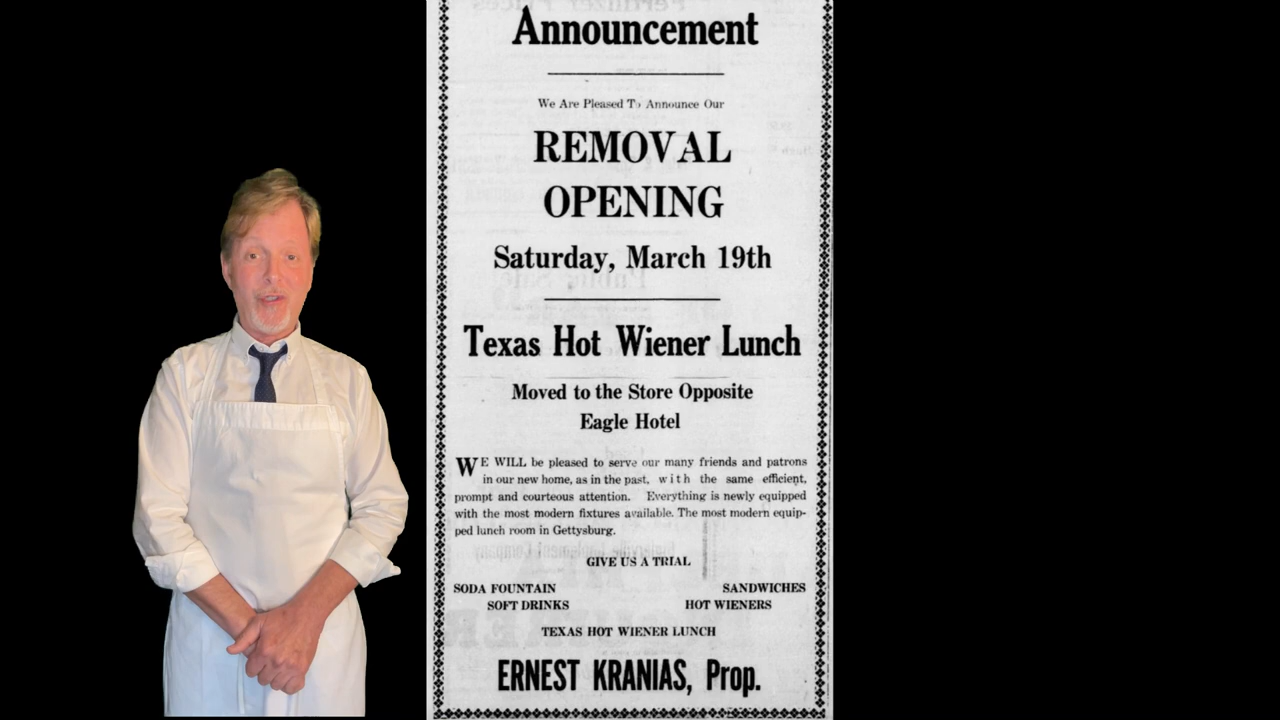 Announcement
We Are Pleased To Announce Our
REMOVAL
OPENING
Saturday, March 19th
Texas Hot Wiener Lunch
Moved to the Store Opposite
Eagle Hotel
WE WILL be pleased to serve our many friends and patrons
in our new home, as in the past, with the same efficient,
prompt and courteous attention. Everything is newly equipped
with the most modern fixtures available. The most modern equip-
ped lunch room in Gettysburg.
GIVE US A TRIAL
SODA FOUNTAIN SANDWICHES
SOFT DRINKS HOT WIENERS
TEXAS HOT WIENER LUNCH
ERNEST KRANIAS, Prop.